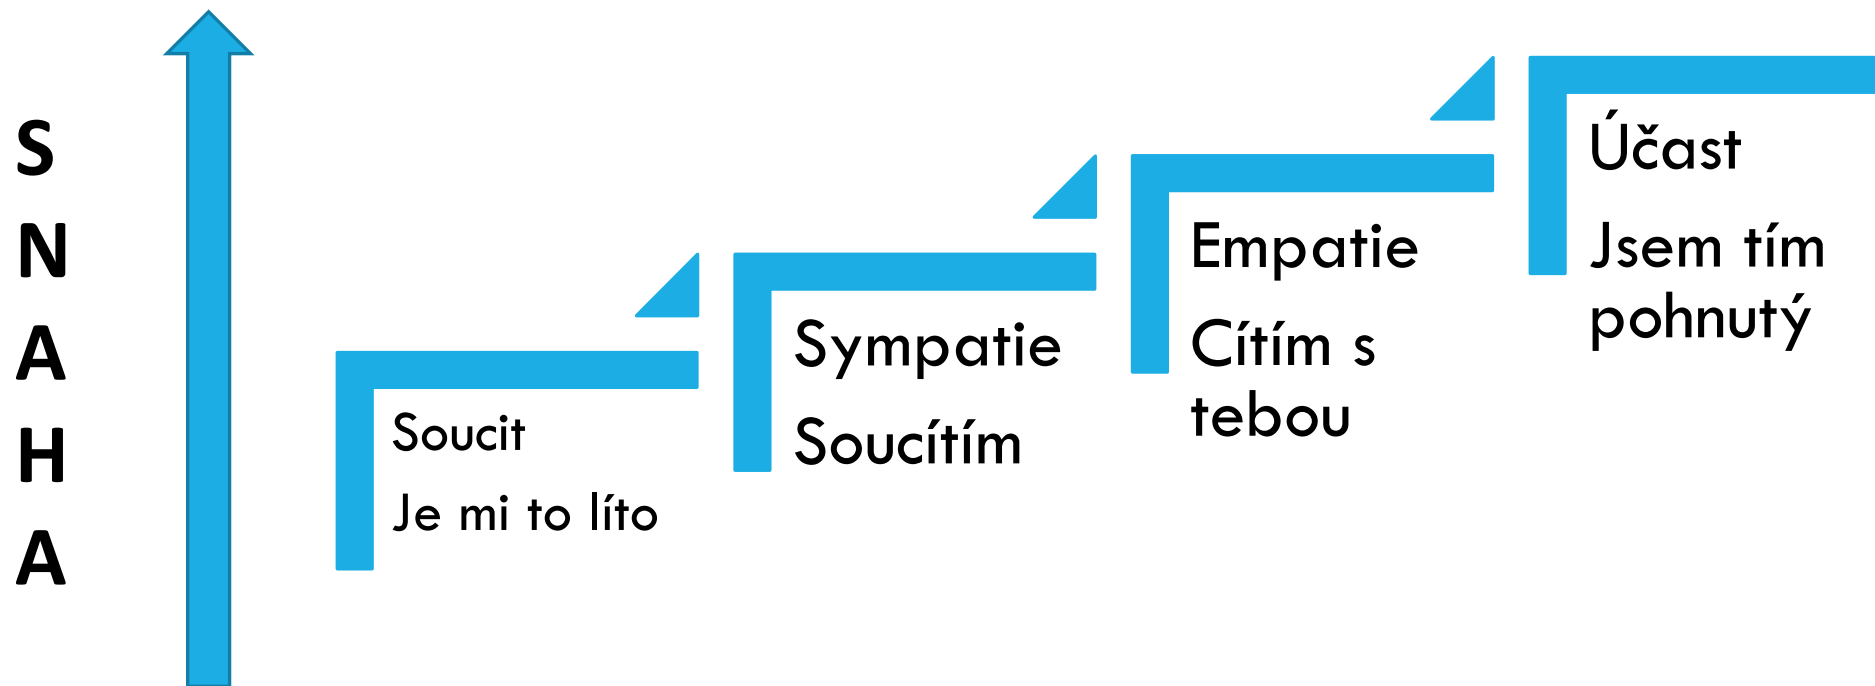 S
N
A
H
A
Soucit
Je mi to líto
Sympatie
Soucítím
Empatie
Cítím s
tebou
Účast
Jsem tím
pohnutý